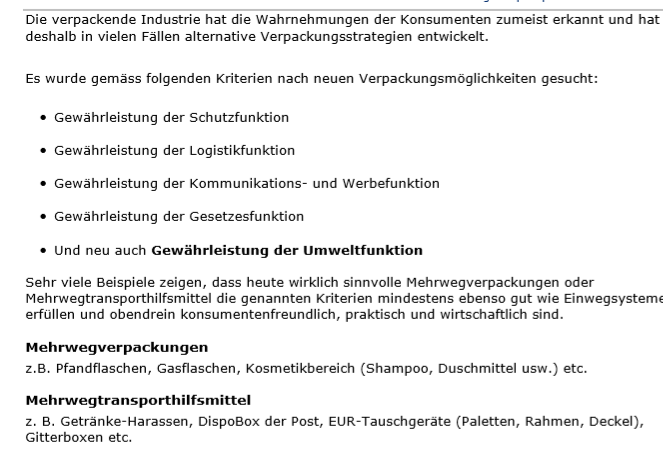 Die verpackende Industrie hat die Wahrnehmungen der Konsumenten zumeist erkannt und hat
deshalb in vielen Fällen alternative Verpackungsstrategien entwickelt.
Es wurde gemäss folgenden Kriterien nach neuen Verpackungsmöglichkeiten gesucht:
• Gewährleistung der Schutzfunktion
• Gewährleistung der Logistikfunktion
• Gewährleistung der Kommunikations- und Werbefunktion
• Gewährleistung der Gesetzesfunktion
• Und neu auch Gewährleistung der Umweltfunktion
Sehr viele Beispiele zeigen, dass heute wirklich sinnvolle Mehrwegverpackungen oder
Mehrwegtransporthilfsmittel die genannten Kriterien mindestens ebenso gut wie Einwegsysteme
erfüllen und obendrein konsumentenfreundlich, praktisch und wirtschaftlich sind.
Mehrwegverpackungen
z.B. Pfandflaschen, Gasflaschen, Kosmetikbereich (Shampoo, Duschmittel usw.) etc.
Mehrwegtransporthilfsmittel
z. B. Getränke-Harassen, DispoBox der Post, EUR-Tauschgeräte (Paletten, Rahmen, Deckel),
Gitterboxen etc.